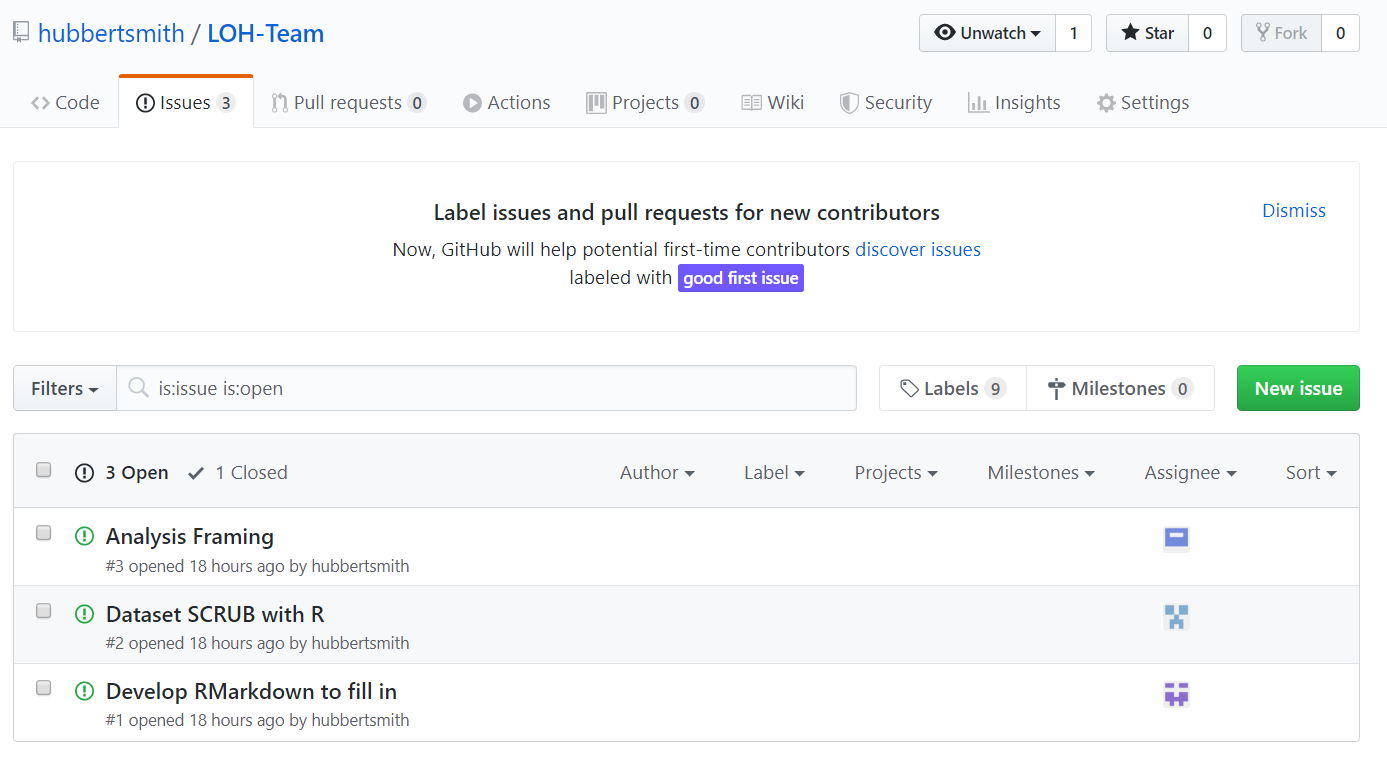 hubbertsmith / LOH-Team
Unwatch 1 Star 0 Fork 0
Code Issues 3 Pull requests 0 Actions Projects 0 Wiki Security Insights Settings
Label issues and pull requests for new contributors
Dismiss
Now, GitHub will help potential first-time contributors discover issues
labeled with good first issue
Filters is:issue is:open Labels 9 Milestones 0 New issue
3 Open 1 Closed Author Label Projects Milestones Assignee Sort
Analysis Framing
#3 opened 18 hours ago by hubbertsmith
Dataset SCRUB with R
#2 opened 18 hours ago by hubbertsmith
Develop RMarkdown to fill in
#1 opened 18 hours ago by hubbertsmith